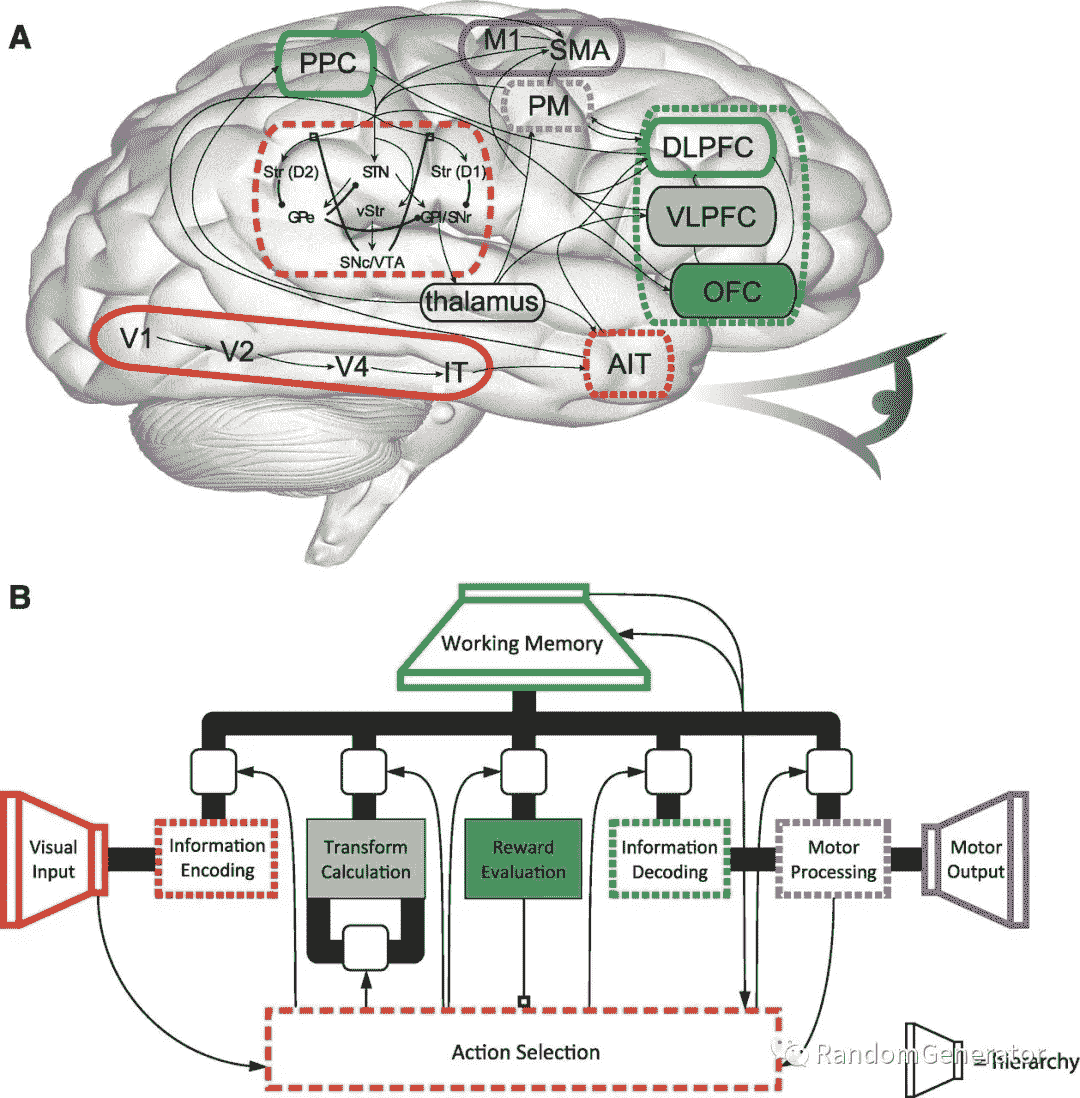 A
PPC
M1
SMA
PM
DLPFC
VLPFC
OFC
Str (D2)
STN
Str (D1)
GPe
vStr
GPi/SNr
SNc/VTA
thalamus
V1
V2
V4
IT
AIT
B
Working Memory
Visual
Input
Information
Encoding
Transform
Calculation
Reward
Evaluation
Information
Decoding
Motor
Processing
Motor
Output
Action Selection
RandomGenerator
= hierarchy